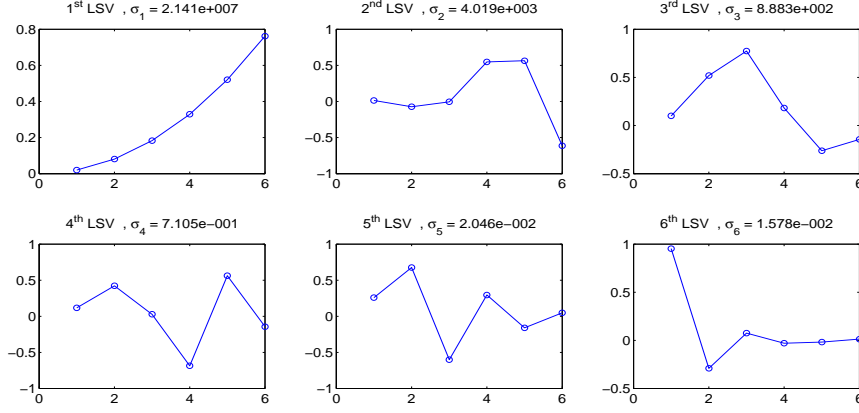 1st LSV , σ1 = 2.141e+007
2nd LSV , σ2 = 4.019e+003
3rd LSV , σ3 = 8.883e+002
0.8
0.6
0.4
0.2
0
0 2 4 6
1
0.5
0
−0.5
−1
0 2 4 6
1
0.5
0
−0.5
0 2 4 6
4th LSV , σ4 = 7.105e−001
5th LSV , σ5 = 2.046e−002
6th LSV , σ6 = 1.578e−002
1
0.5
0
−0.5
−1
0 2 4 6
1
0.5
0
−0.5
−1
0 2 4 6
1
0.5
0
−0.5
0 2 4 6